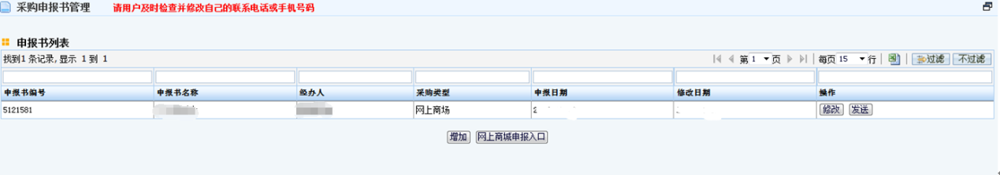 采购申报书管理 请用户及时检查并修改自己的联系电话或手机号码
申报书列表
找到1 条记录, 显示 1 到 1 第 1 页 每页 15 行 过滤 不过滤
申报书编号 申报书名称 经办人 采购类型 申报日期 修改日期 操作
5121581 网上商场 2 修改 发送
增加 网上商城申报入口